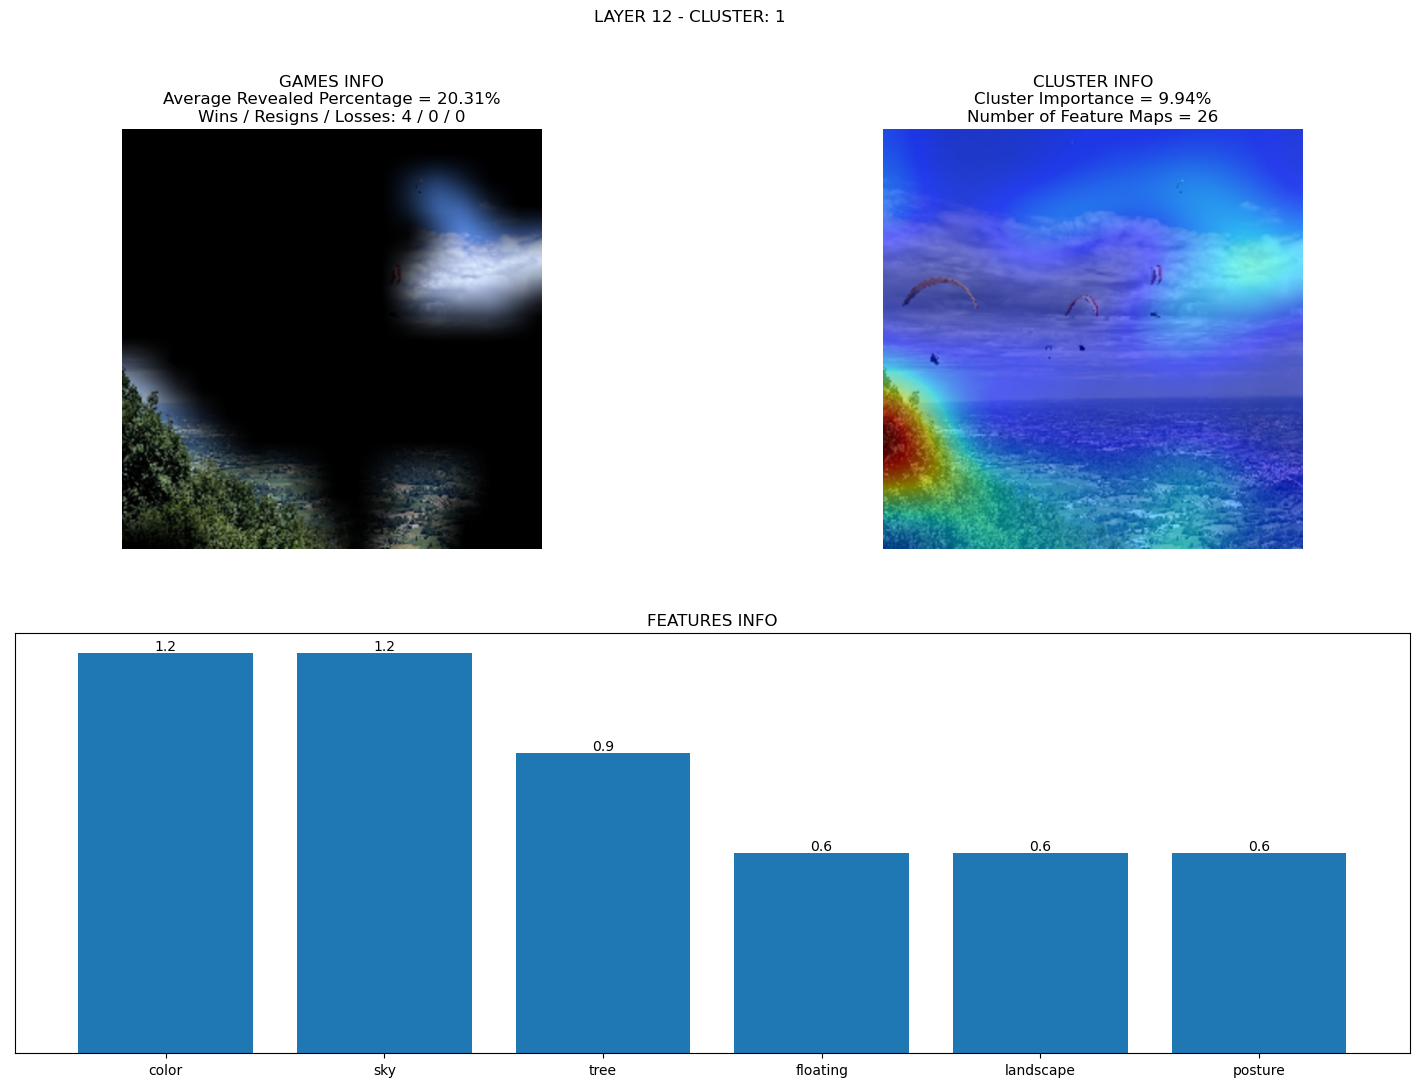 LAYER 12 - CLUSTER: 1
GAMES INFO
Average Revealed Percentage = 20.31%
Wins / Resigns / Losses: 4 / 0 / 0
CLUSTER INFO
Cluster Importance = 9.94%
Number of Feature Maps = 26
FEATURES INFO
1.2
1.2
0.9
0.6
0.6
0.6
color
sky
tree
floating
landscape
posture